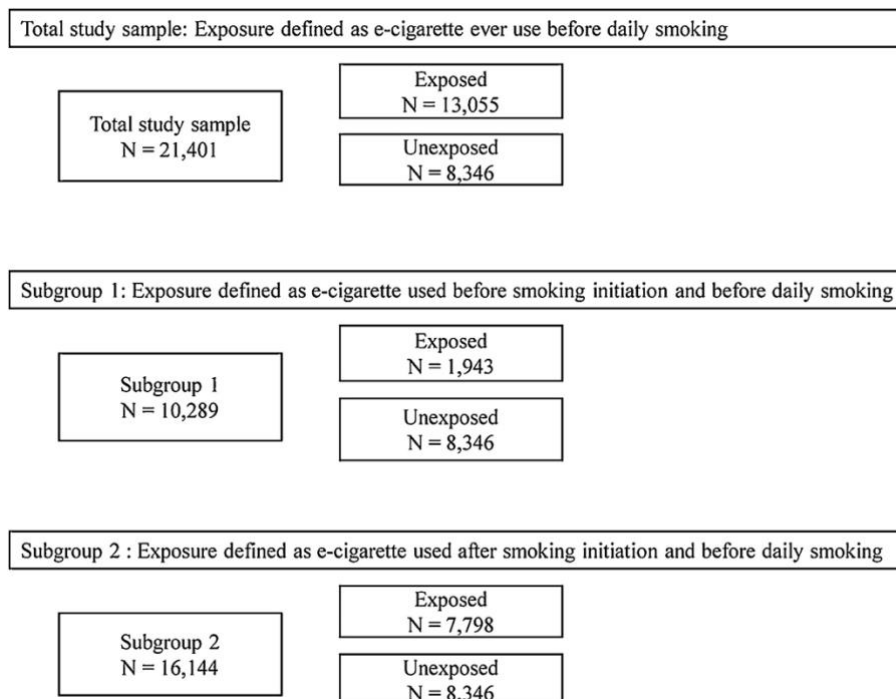 Total study sample: Exposure defined as e-cigarette ever use before daily smoking
Total study sample
N = 21,401
Exposed
N = 13,055
Unexposed
N = 8,346
Subgroup 1: Exposure defined as e-cigarette used before smoking initiation and before daily smoking
Subgroup 1
N = 10,289
Exposed
N = 1,943
Unexposed
N = 8,346
Subgroup 2 : Exposure defined as e-cigarette used after smoking initiation and before daily smoking
Subgroup 2
N = 16,144
Exposed
N = 7,798
Unexposed
N = 8,346